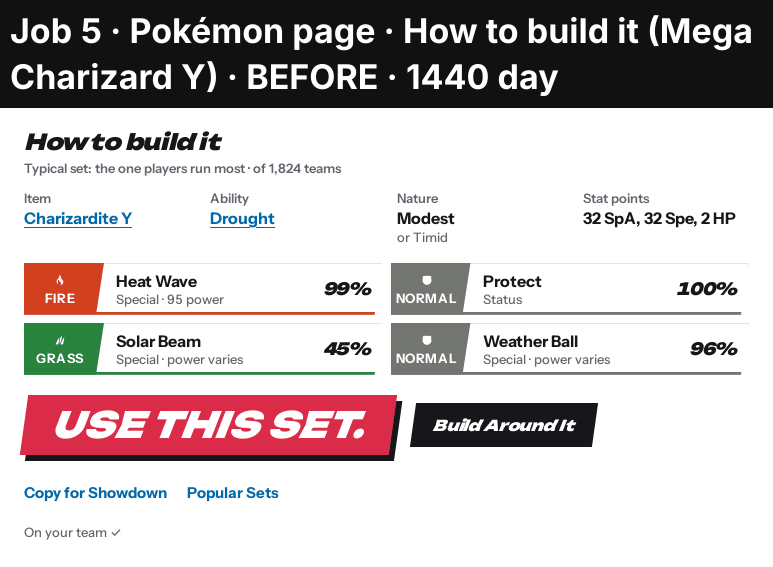 Job 5 · Pokémon page · How to build it (Mega
Charizard Y) · BEFORE · 1440 day
How to build it
Typical set: the one players run most · of 1,824 teams
Item
Charizardite Y
Ability
Drought
Nature
Modest
or Timid
Stat points
32 SpA, 32 Spe, 2 HP
FIRE
Heat Wave
Special · 95 power
99%
NORMAL
Protect
Status
100%
GRASS
Solar Beam
Special · power varies
45%
NORMAL
Weather Ball
Special · power varies
96%
USE THIS SET.
Build Around It
Copy for Showdown
Popular Sets
On your team ✓